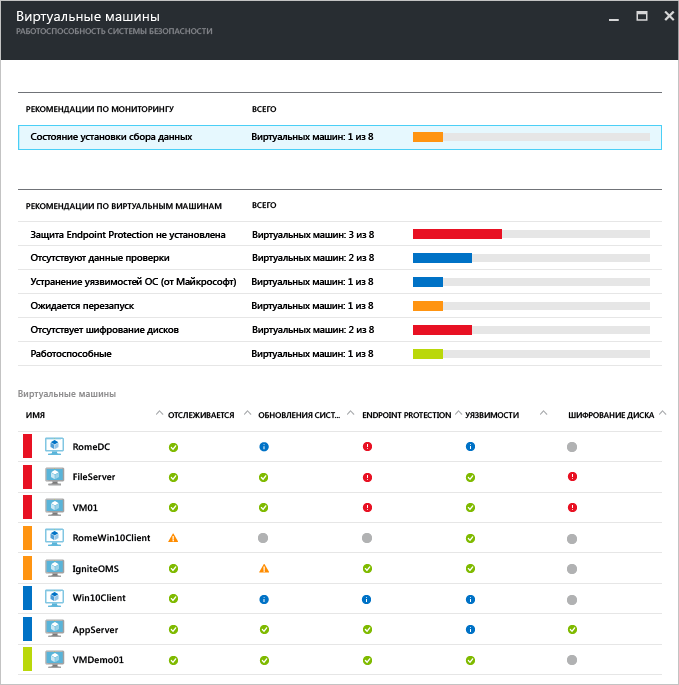 Виртуальные машины
РАБОТОСПОСОБНОСТЬ СИСТЕМЫ БЕЗОПАСНОСТИ
РЕКОМЕНДАЦИИ ПО МОНИТОРИНГУ ВСЕГО
Состояние установки сбора данных Виртуальных машин: 1 из 8
РЕКОМЕНДАЦИИ ПО ВИРТУАЛЬНЫМ МАШИНАМ ВСЕГО
Защита Endpoint Protection не установлена Виртуальных машин: 3 из 8
Отсутствуют данные проверки Виртуальных машин: 2 из 8
Устранение уязвимостей ОС (от Майкрософт) Виртуальных машин: 1 из 8
Ожидается перезапуск Виртуальных машин: 1 из 8
Отсутствует шифрование дисков Виртуальных машин: 2 из 8
Работоспособные Виртуальных машин: 1 из 8
Виртуальные машины
ИМЯ ОТСЛЕЖИВАЕТСЯ ОБНОВЛЕНИЯ СИСТ... ENDPOINT PROTECTION УЯЗВИМОСТИ ШИФРОВАНИЕ ДИСКА
RomeDC
FileServer
VM01
RomeWin10Client
IgniteOMS
Win10Client
AppServer
VMDemo01